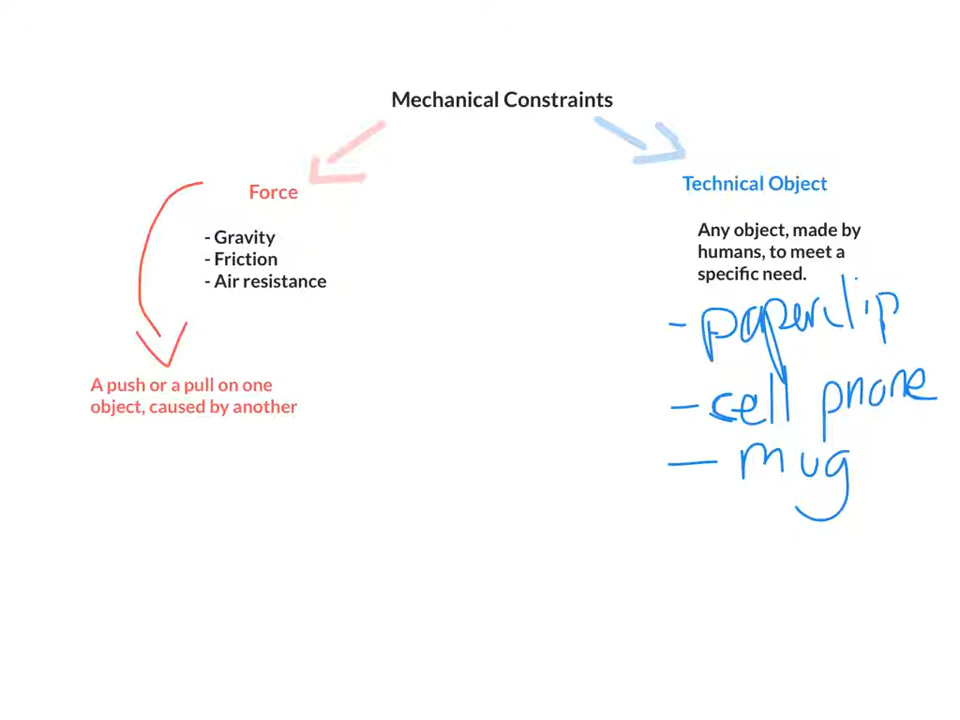 Mechanical Constraints
Force
- Gravity
- Friction
- Air resistance
A push or a pull on one
object, caused by another
Technical Object
Any object, made by
humans, to meet a
specific need.
- paperclip
- cell phone
- mug